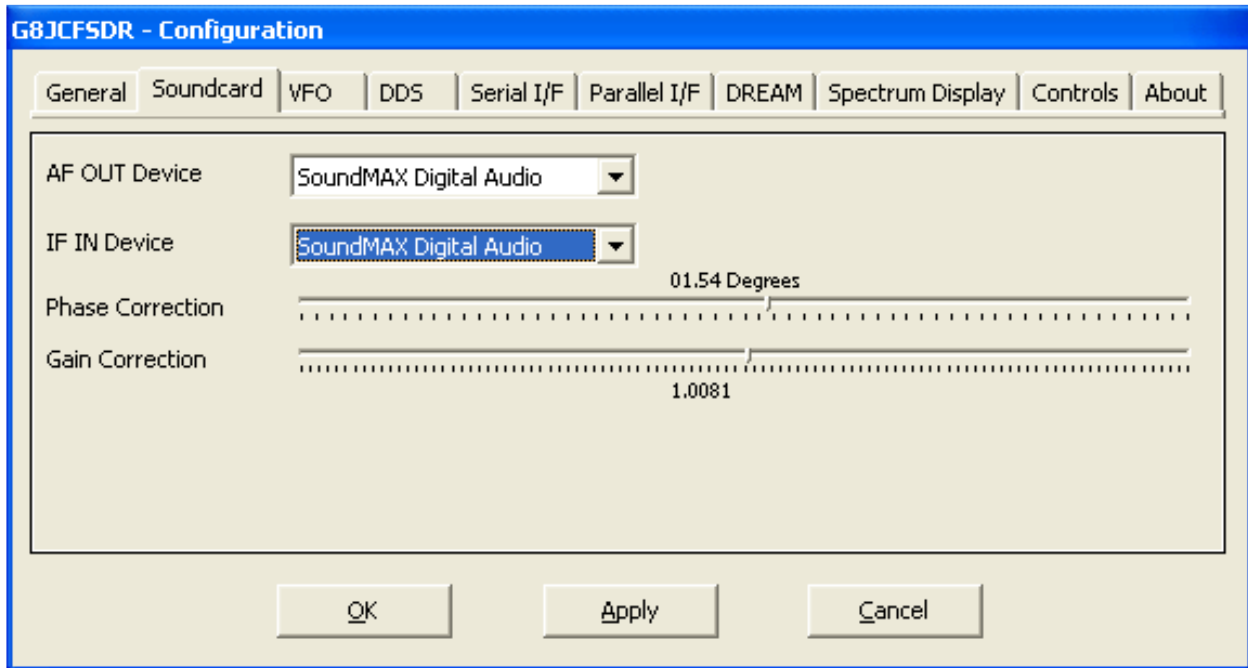 G8JCFSDR - Configuration
General Soundcard VFO DDS Serial I/F Parallel I/F DREAM Spectrum Display Controls About
AF OUT Device SoundMAX Digital Audio
IF IN Device SoundMAX Digital Audio
01.54 Degrees
Phase Correction
Gain Correction
1.0081
OK Apply Cancel